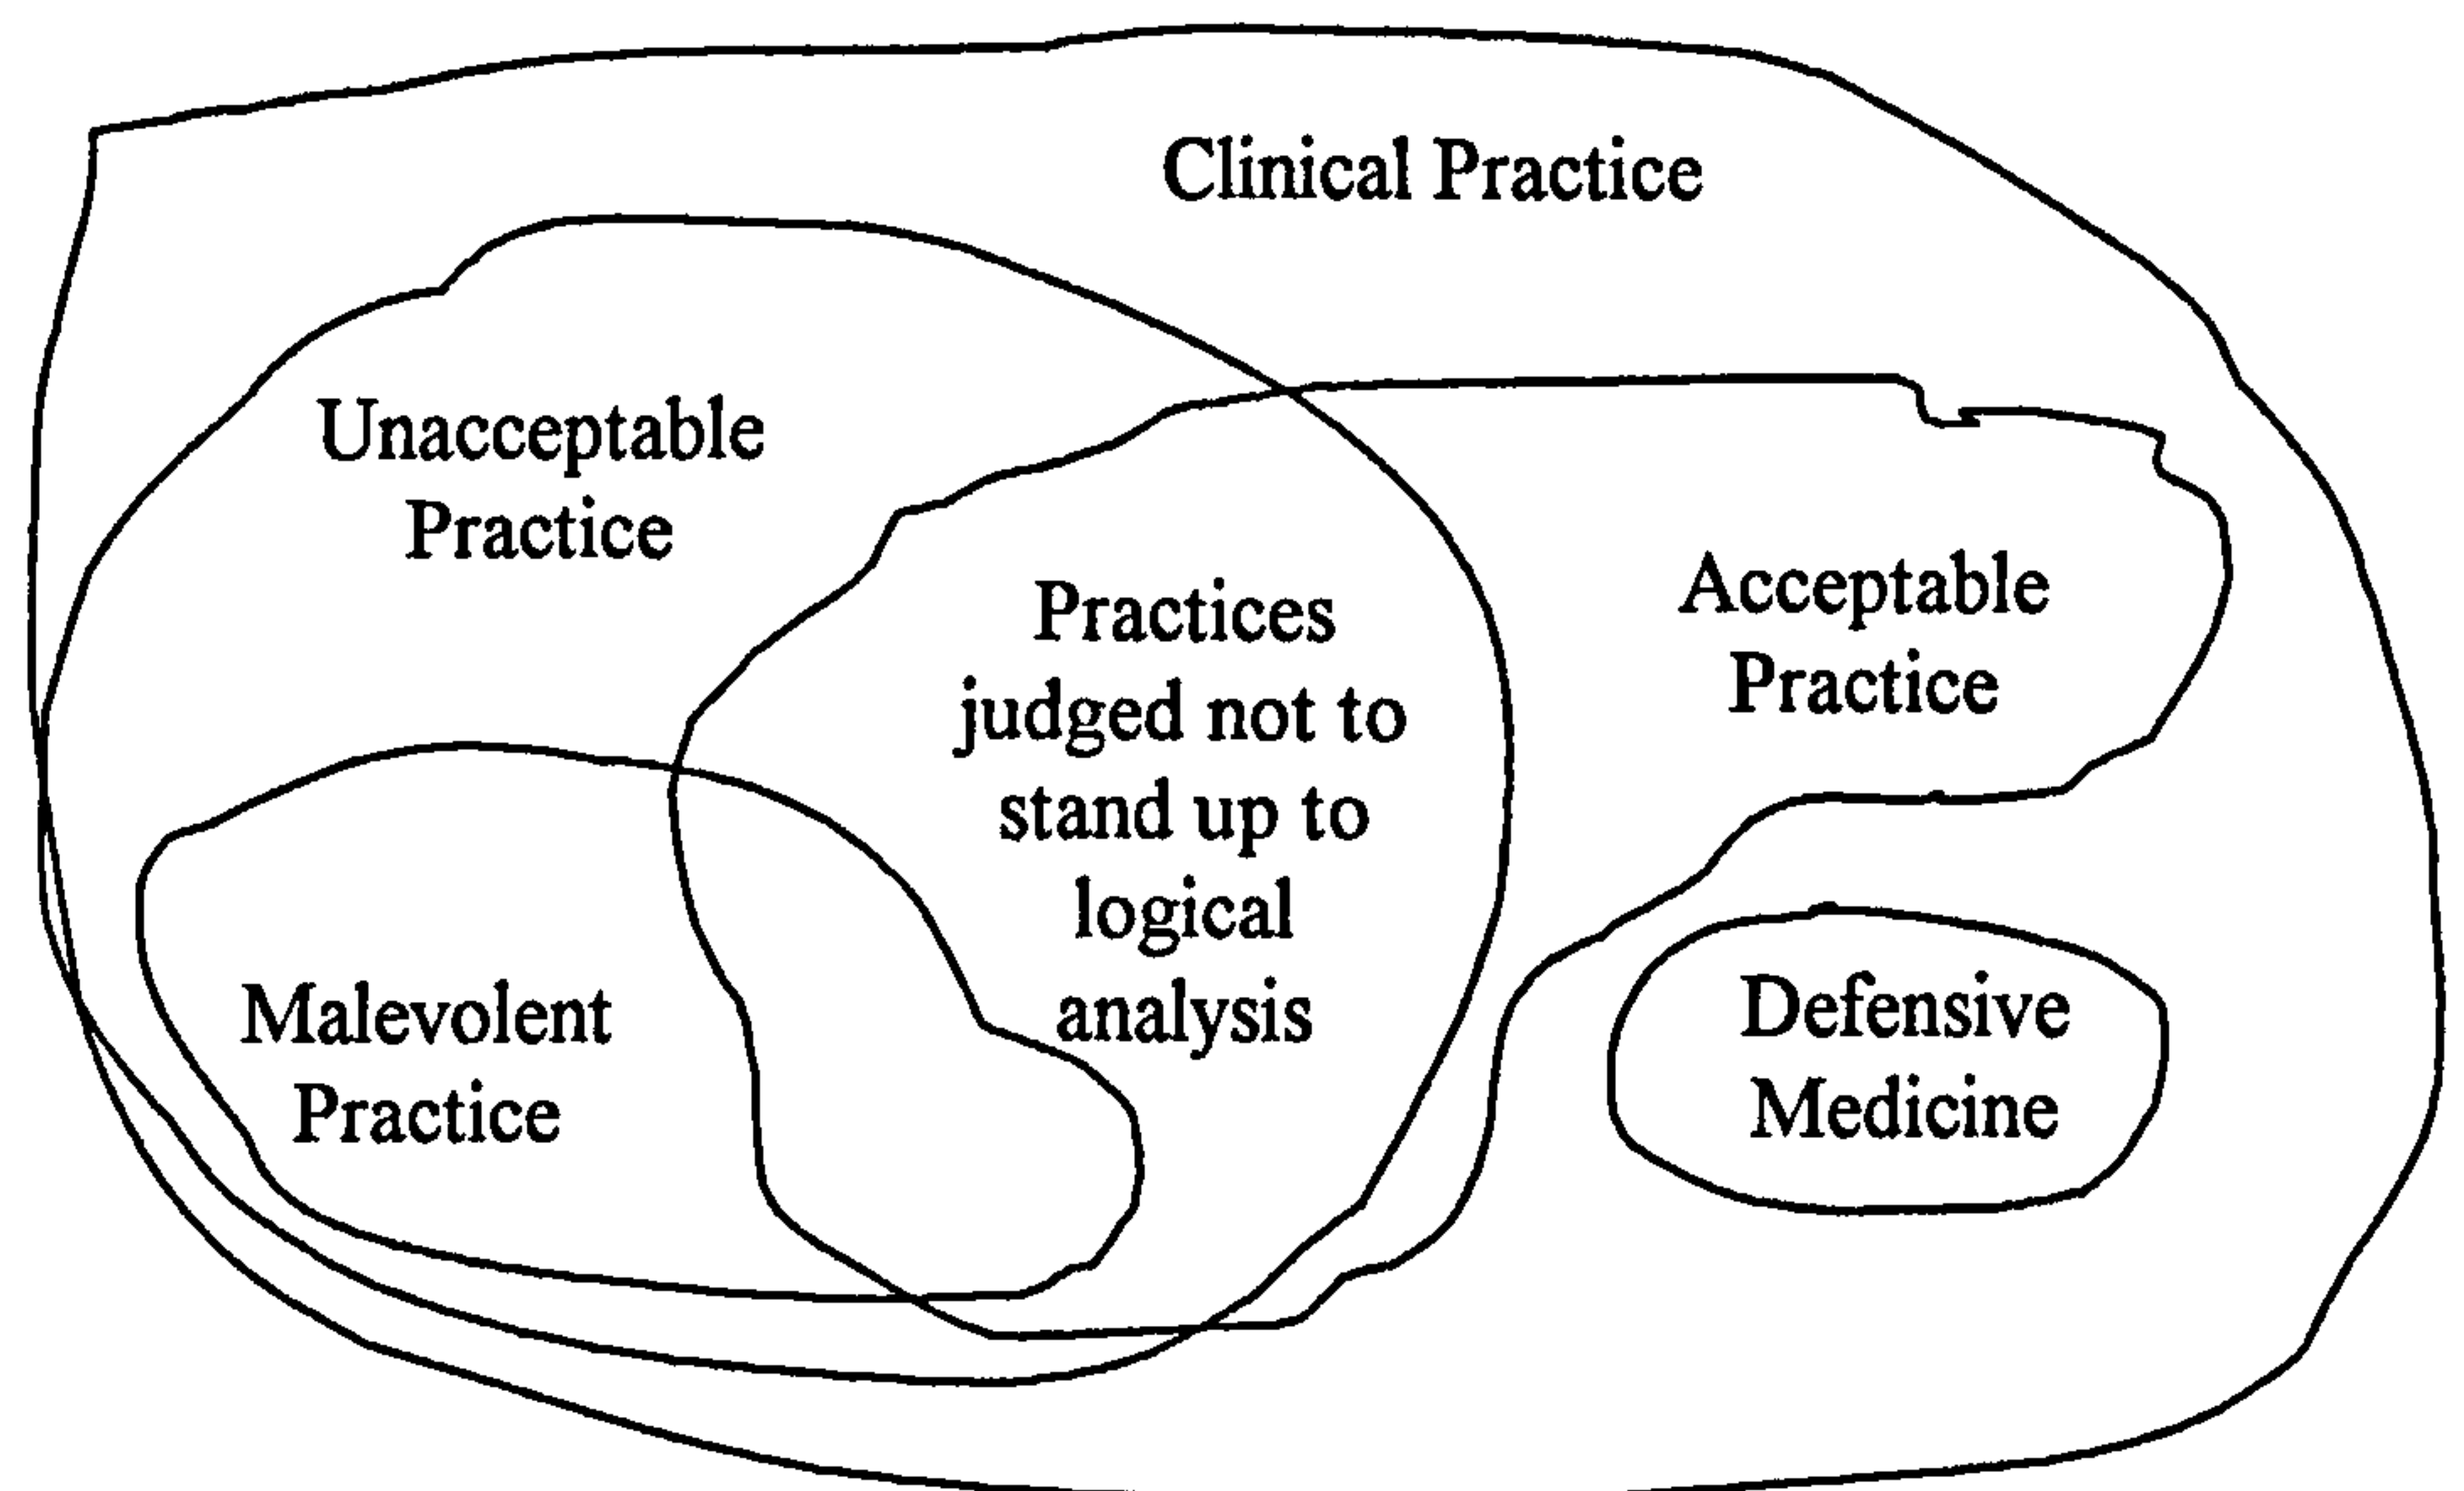 Clinical Practice
Unacceptable
Practice
Practices
judged not to
stand up to
logical
analysis
Acceptable
Practice
Malevolent
Practice
Defensive
Medicine